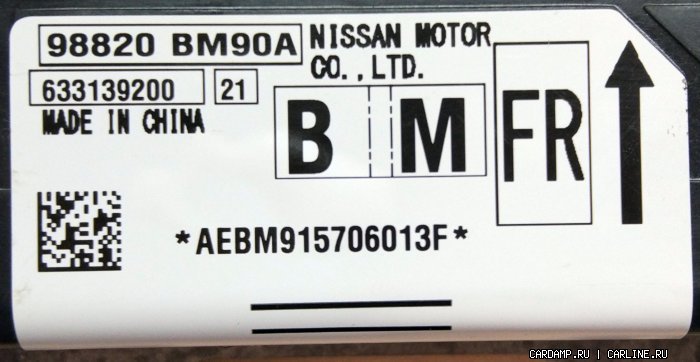 98820 BM90A
NISSAN MOTOR
CO.,LTD.
633139200 21
MADE IN CHINA
B M
FR
*AEBM915706013F*
CARDAMP.RU | CARLINE.RU